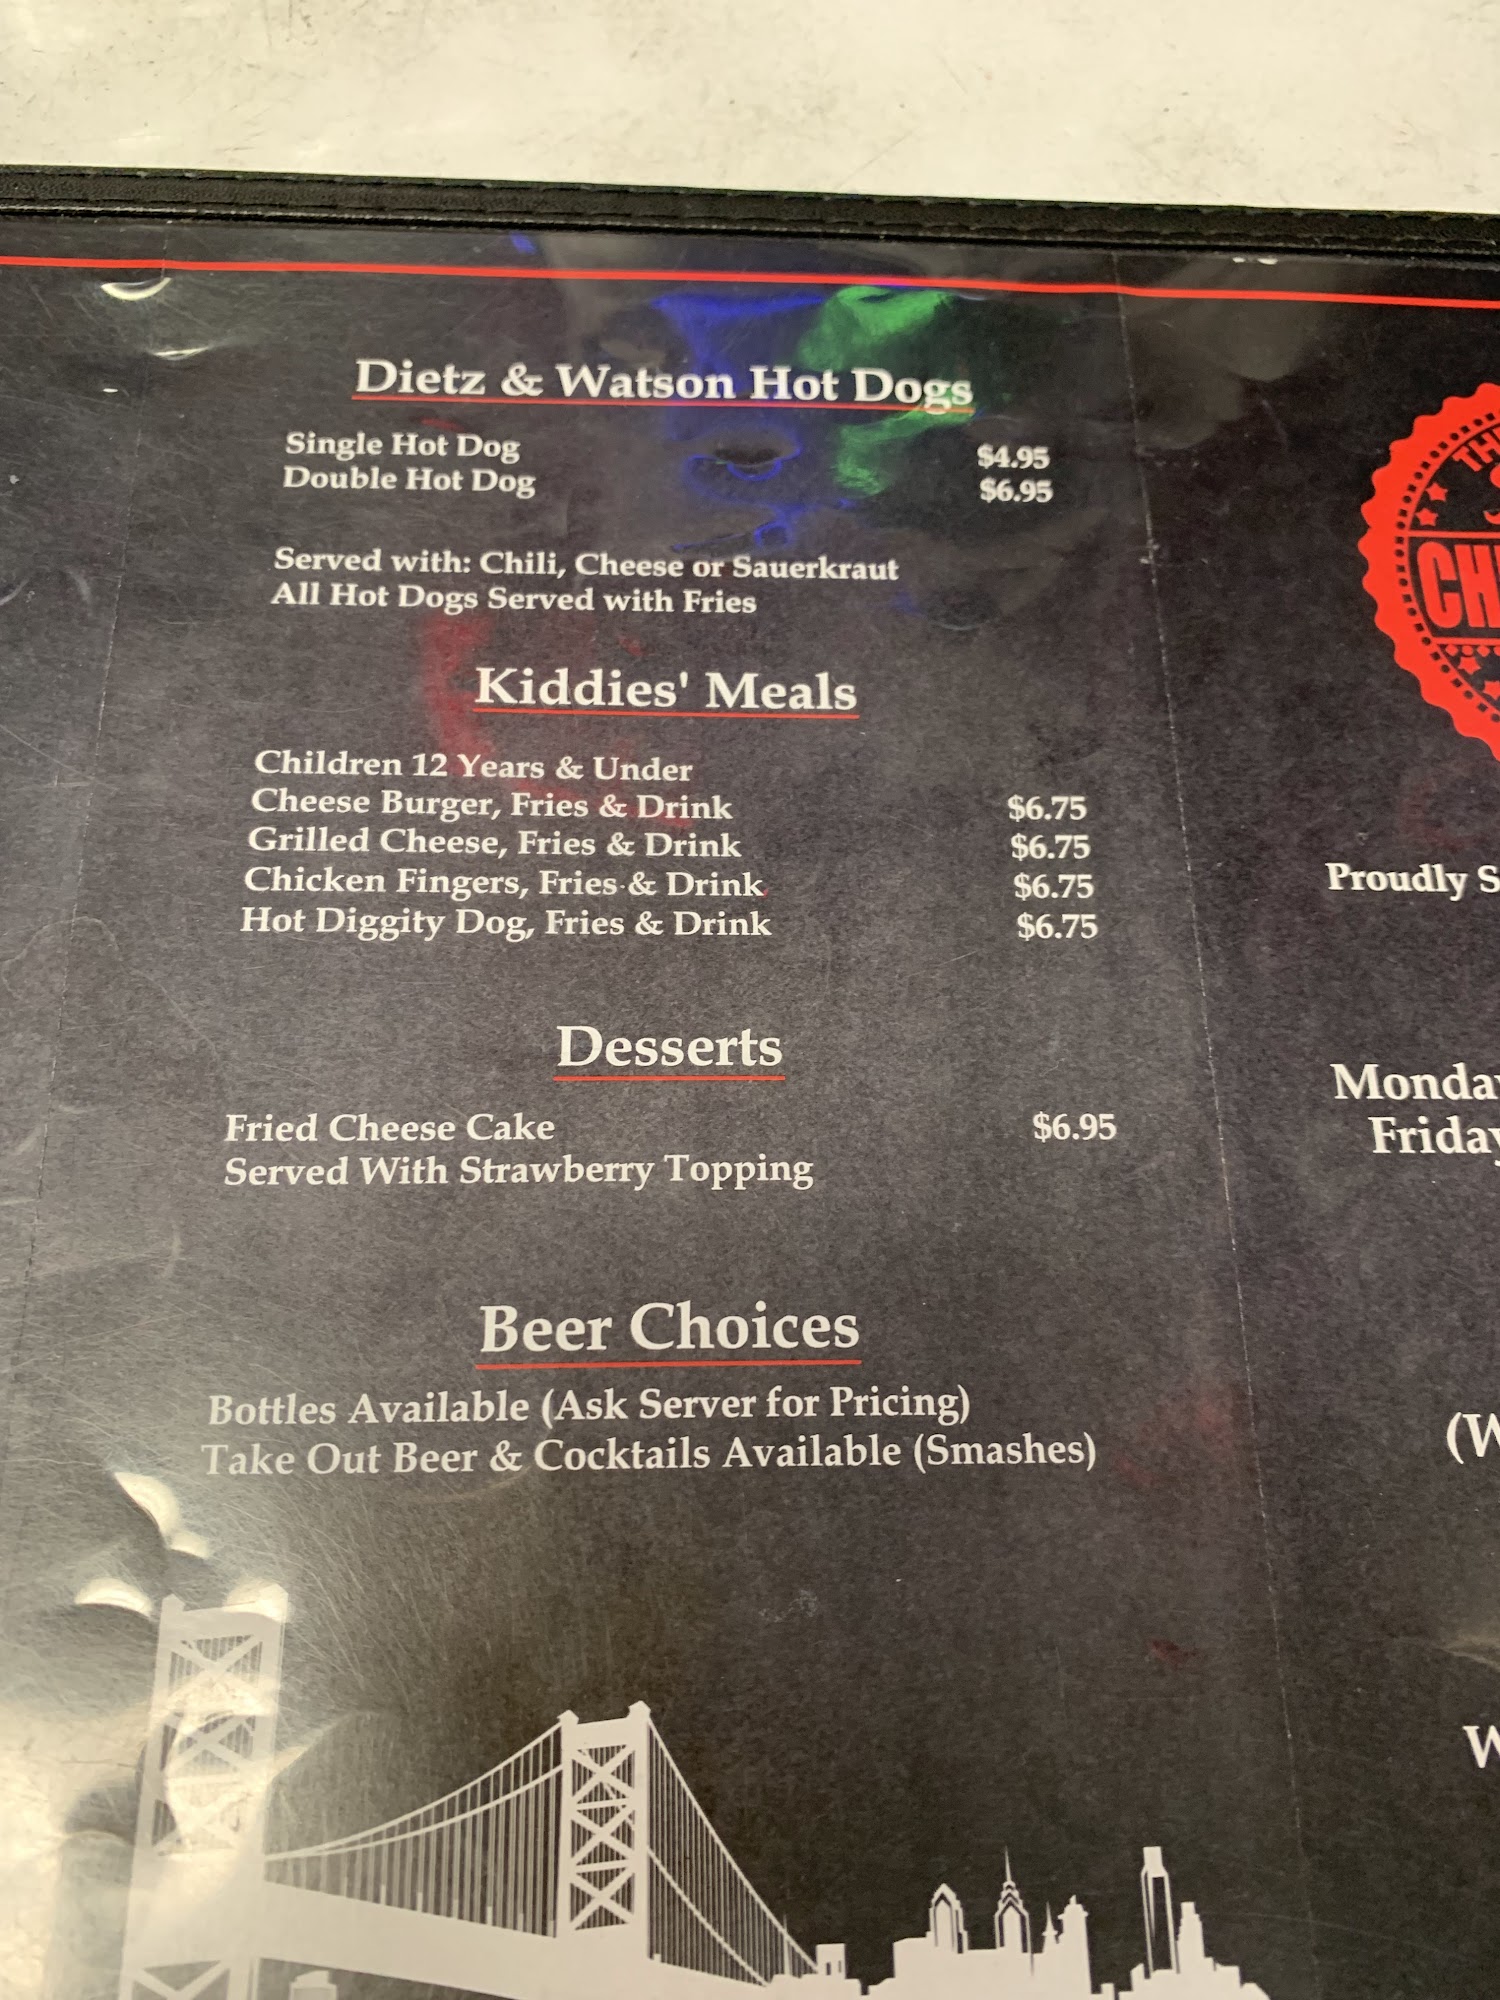 Dietz & Watson Hot Dogs
Single Hot Dog $4.95
Double Hot Dog $6.95
Served with: Chili, Cheese or Sauerkraut
All Hot Dogs Served with Fries
Kiddies' Meals
Children 12 Years & Under
Cheese Burger, Fries & Drink $6.75
Grilled Cheese, Fries & Drink $6.75
Chicken Fingers, Fries & Drink $6.75
Hot Diggity Dog, Fries & Drink $6.75
Desserts
Fried Cheese Cake $6.95
Served With Strawberry Topping
Beer Choices
Bottles Available (Ask Server for Pricing)
Take Out Beer & Cocktails Available (Smashes)
Proudly